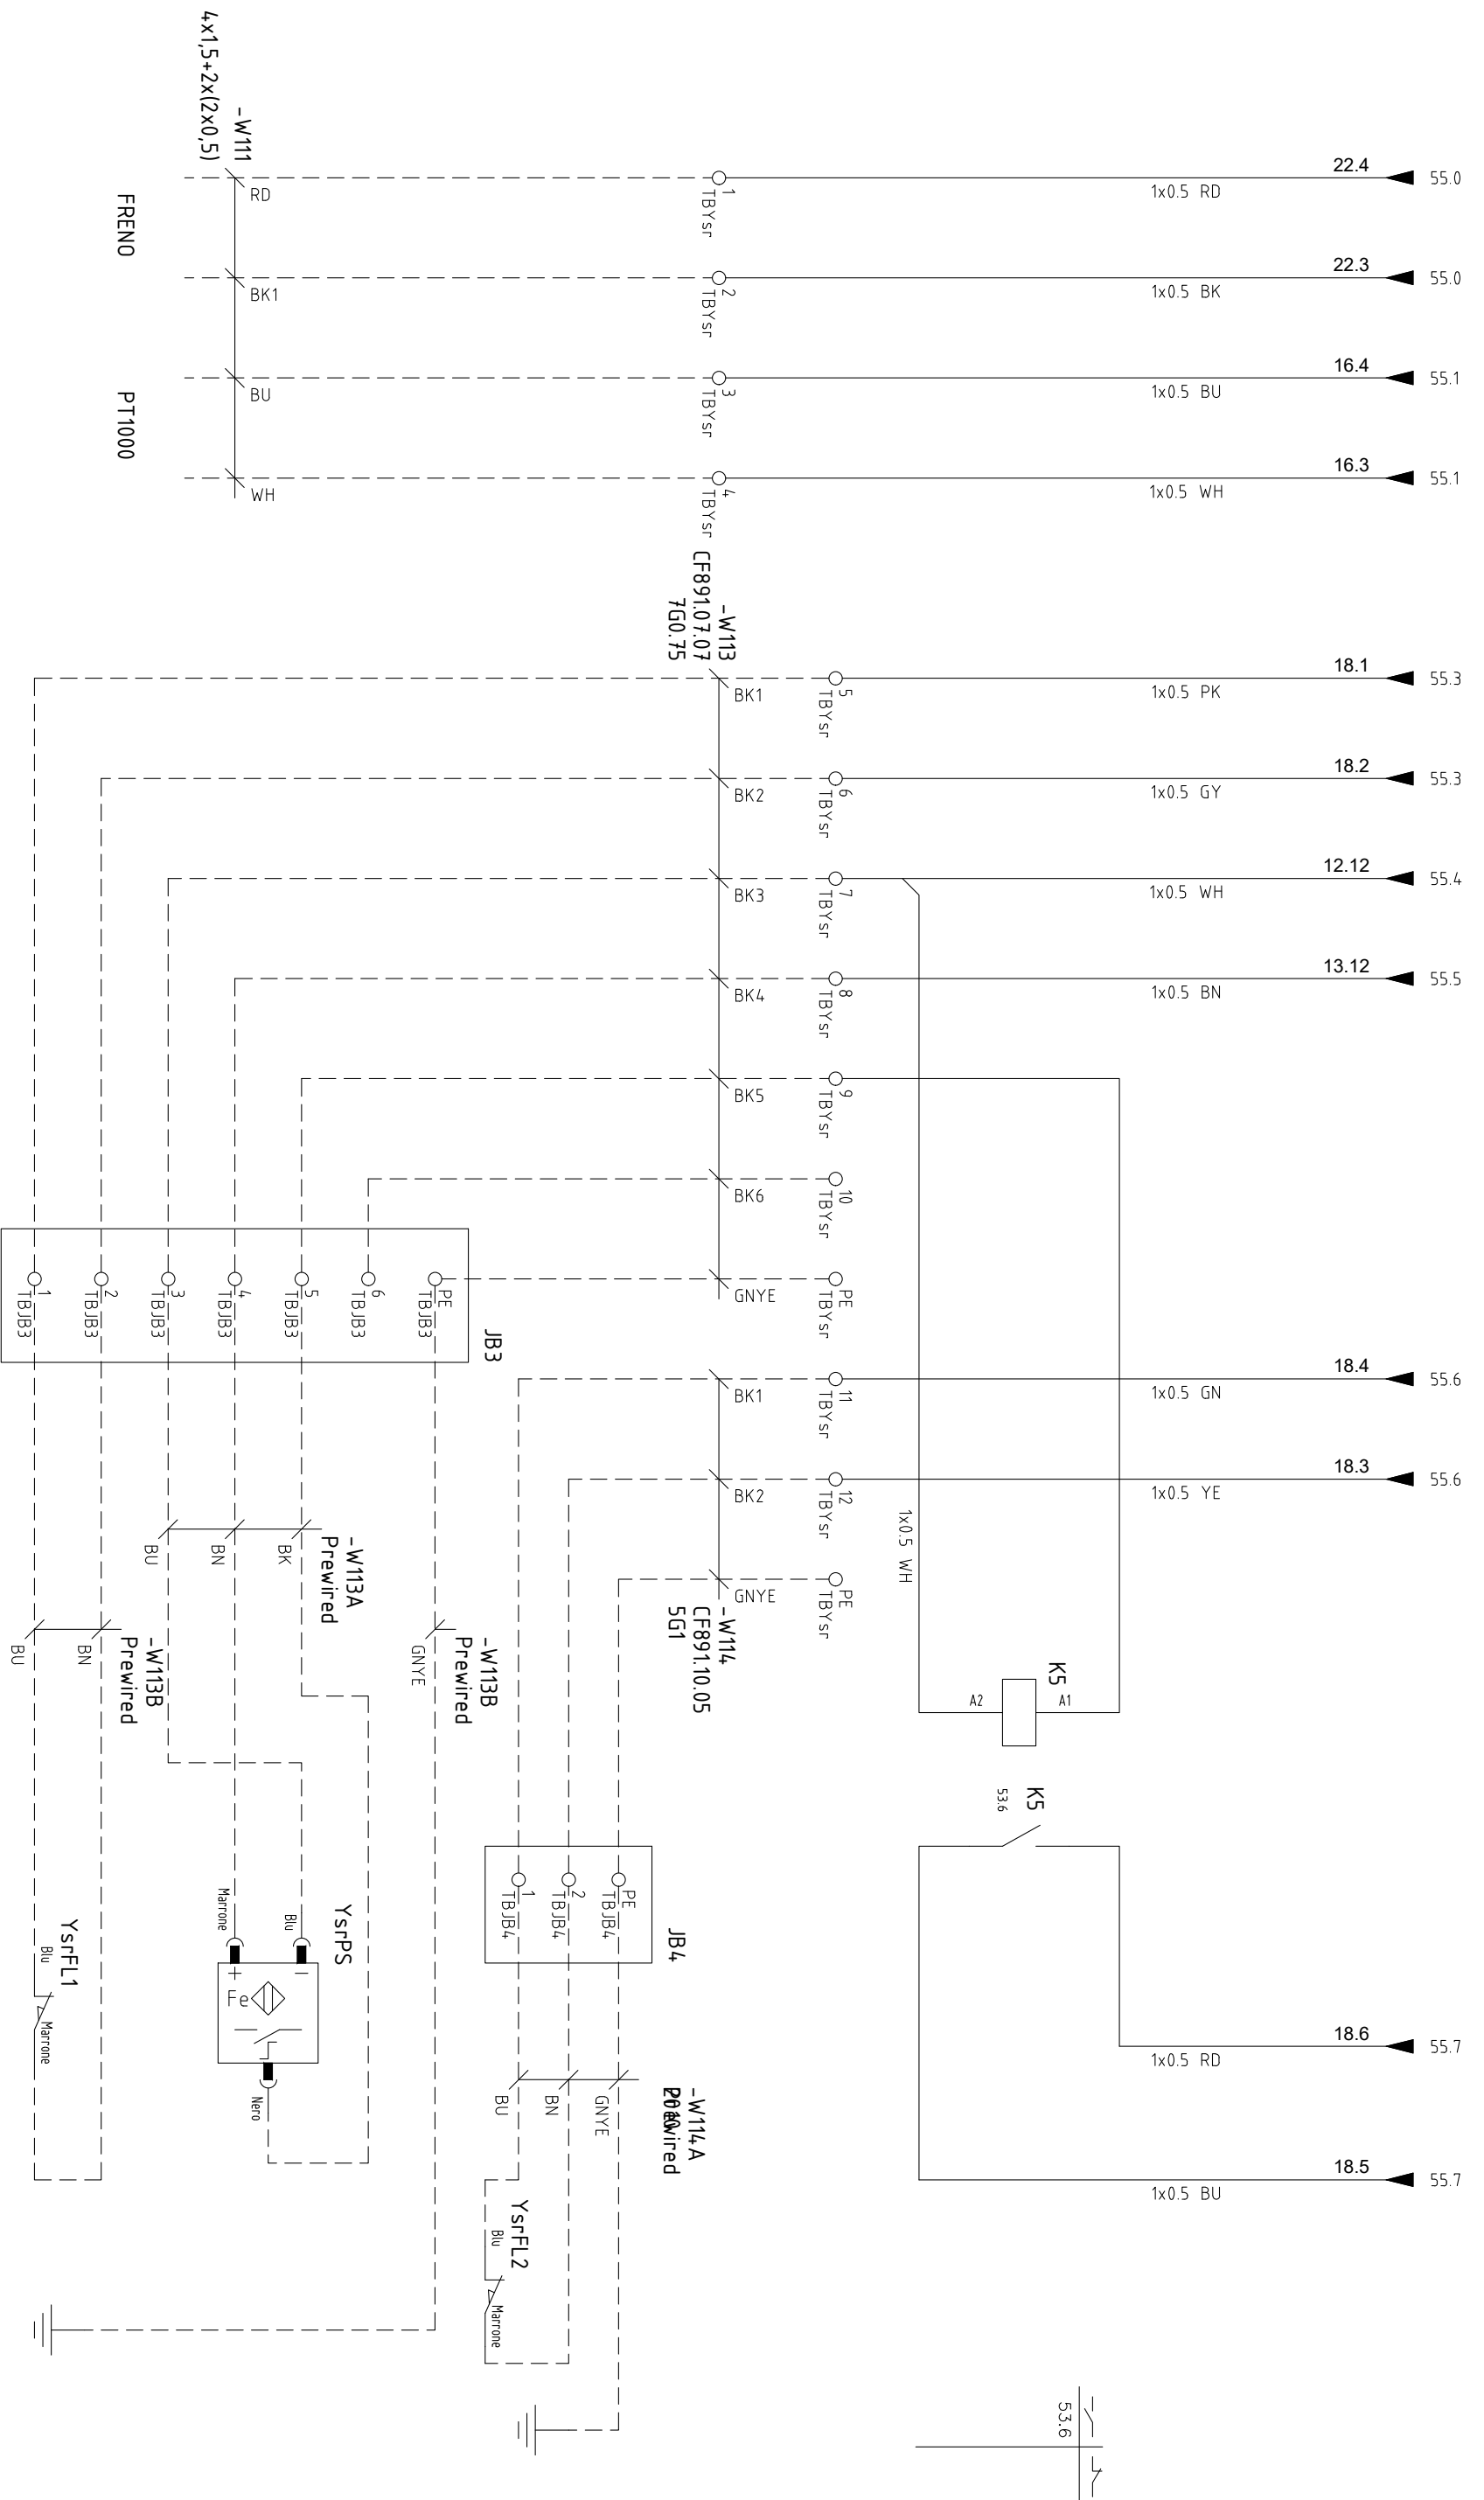 22.4
55.0
1x0.5 RD
22.3
55.0
1x0.5 BK
16.4
55.1
1x0.5 BU
16.3
55.1
1x0.5 WH
18.1
55.3
1x0.5 PK
18.2
55.3
1x0.5 GY
12.12
55.4
1x0.5 WH
13.12
55.5
1x0.5 BN
18.4
55.6
1x0.5 GN
18.3
55.6
1x0.5 YE
18.6
55.7
1x0.5 RD
18.5
55.7
1x0.5 BU
1
TBYsr
2
TBYsr
3
TBYsr
4
TBYsr
5
TBYsr
6
TBYsr
7
TBYsr
8
TBYsr
9
TBYsr
10
TBYsr
PE
TBYsr
11
TBYsr
12
TBYsr
PE
TBYsr
1x0.5 WH
K5
A1
A2
K5
53.6
53.6
-W111
4x1,5+2x(2x0,5)
RD
BK1
BU
WH
FRENO
PT1000
-W113
CF891.07.07
7G0.75
BK1
BK2
BK3
BK4
BK5
BK6
GNYE
BK1
BK2
GNYE
-W114
CF891.10.05
5G1
JB3
PE
TBJB3
6
TBJB3
5
TBJB3
4
TBJB3
3
TBJB3
2
TBJB3
1
TBJB3
-W113A
Prewired
BK
BN
BU
-W113B
Prewired
GNYE
-W113B
Prewired
BN
BU
JB4
PE
TBJB4
2
TBJB4
1
TBJB4
-W114A
Prewired
GNYE
BN
BU
YsrPS
Blu
Marrone
Fe
Nero
YsrFL1
Blu
Marrone
YsrFL2
Blu
Marrone